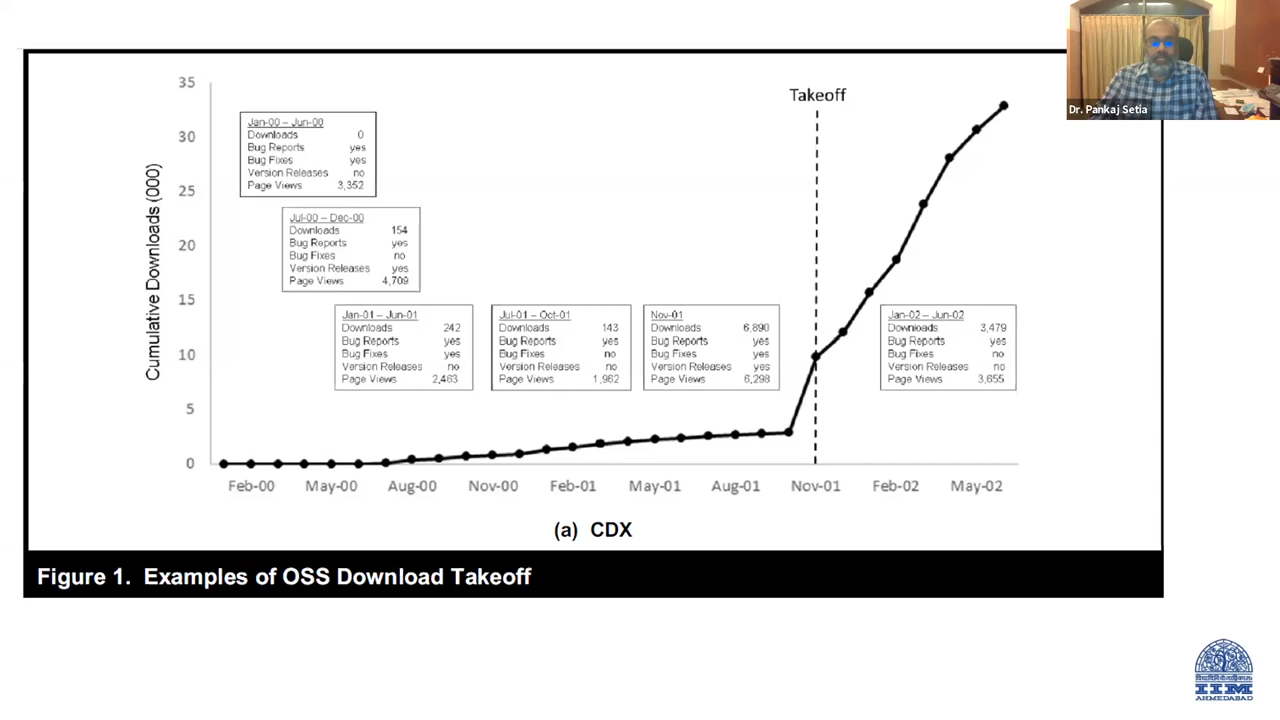 Dr. Pankaj Setia
Takeoff
Cumulative Downloads (000)
35
30
25
20
15
10
5
0
Jan-00 – Jun-00
Downloads 0
Bug Reports yes
Bug Fixes yes
Version Releases no
Page Views 3,352
Jul-00 – Dec-00
Downloads 154
Bug Reports yes
Bug Fixes no
Version Releases yes
Page Views 4,709
Jan-01 – Jun-01
Downloads 242
Bug Reports yes
Bug Fixes yes
Version Releases no
Page Views 2,463
Jul-01 – Oct-01
Downloads 143
Bug Reports yes
Bug Fixes no
Version Releases no
Page Views 1,962
Nov-01
Downloads 6,890
Bug Reports yes
Bug Fixes yes
Version Releases yes
Page Views 6,298
Jan-02 – Jun-02
Downloads 3,479
Bug Reports yes
Bug Fixes no
Version Releases no
Page Views 3,655
Feb-00 May-00 Aug-00 Nov-00 Feb-01 May-01 Aug-01 Nov-01 Feb-02 May-02
(a) CDX
Figure 1. Examples of OSS Download Takeoff
IIM
AHMEDABAD